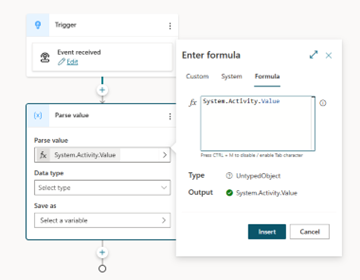 Trigger
Event received
Edit
Parse value
Parse value
fx System.Activity.Value
Data type
Select type
Save as
Select a variable
Enter formula
Custom System Formula
fx System.Activity.Value
Press CTRL + M to disable / enable Tab character
Type UntypedObject
Output System.Activity.Value
Insert Cancel